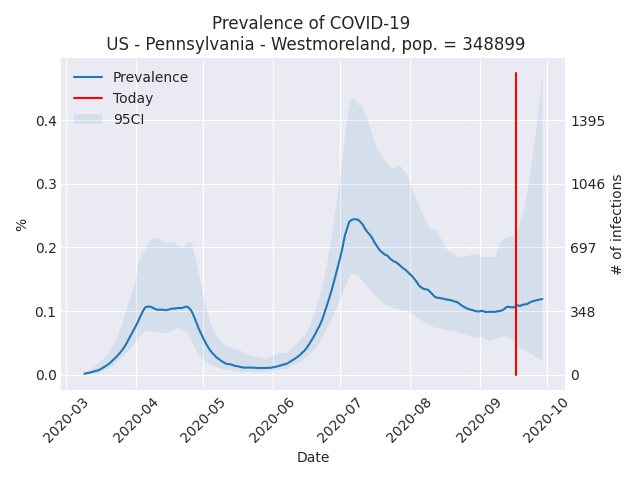 Prevalence of COVID-19
US - Pennsylvania - Westmoreland, pop. = 348899
Prevalence
Today
95CI
%
0.4
0.3
0.2
0.1
0.0
1395
1046
697
348
0
# of infections
2020-03
2020-04
2020-05
2020-06
2020-07
2020-08
2020-09
2020-10
Date